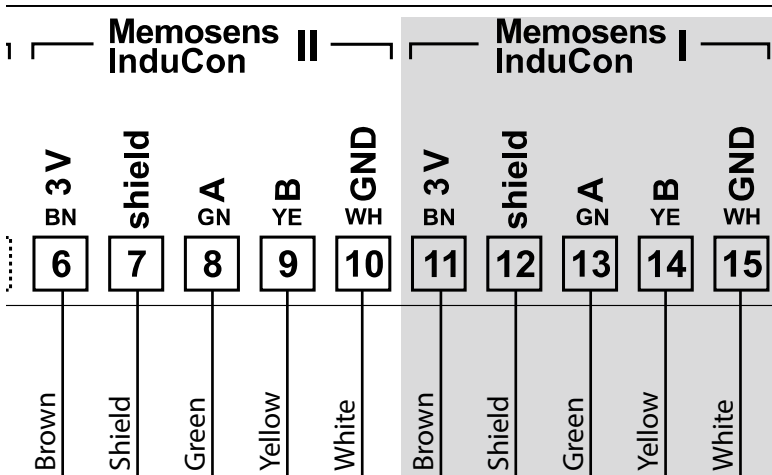 Memosens II Memosens I
InduCon InduCon
3 V shield A B GND 3 V shield A B GND
BN GN YE WH BN GN YE WH
6 7 8 9 10 11 12 13 14 15
Brown Shield Green Yellow White Brown Shield Green Yellow White